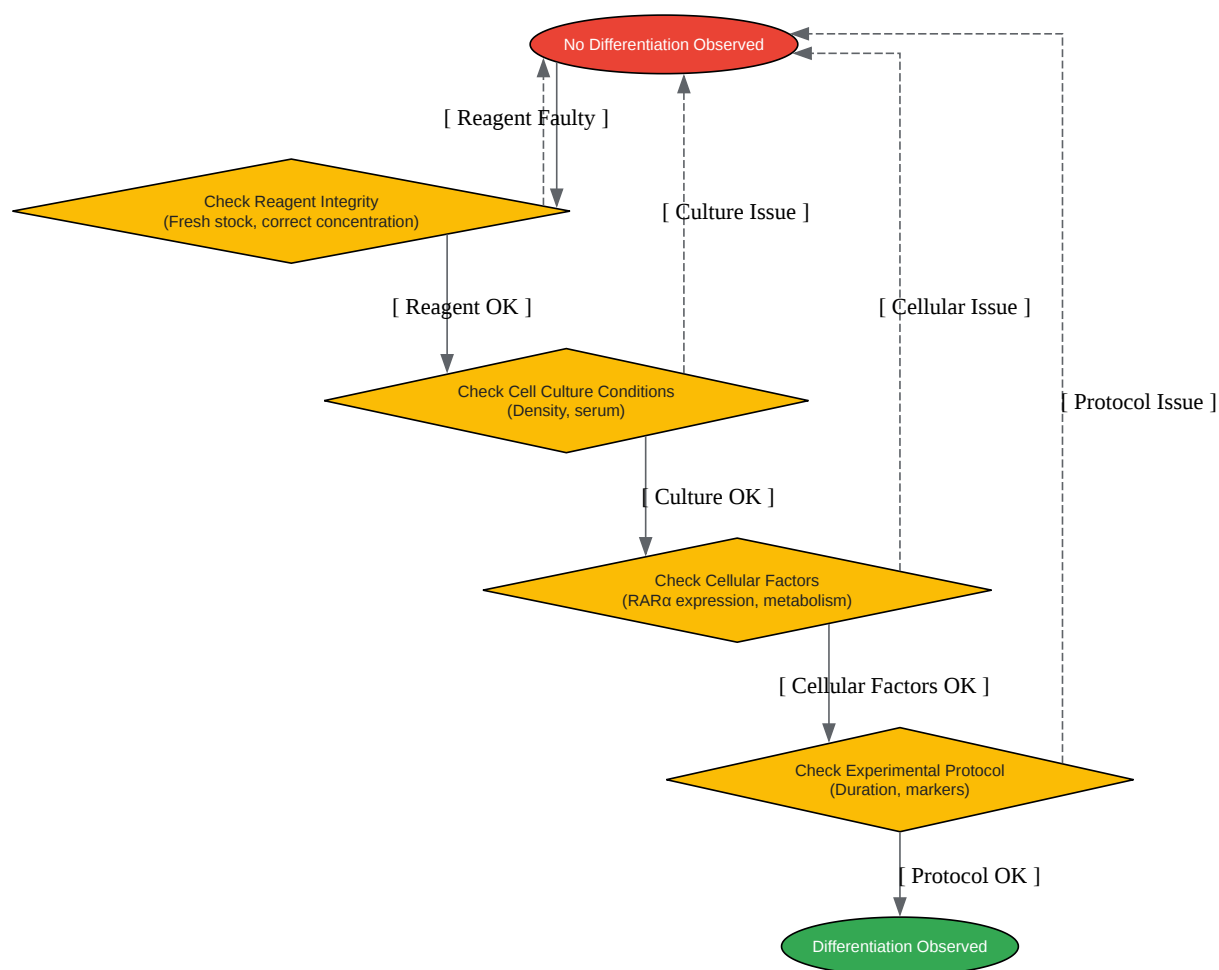 No Differentiation Observed
[ Reagent Faulty ]
Check Reagent Integrity
(Fresh stock, correct concentration)
[ Culture Issue ]
[ Reagent OK ]
[ Cellular Issue ]
Check Cell Culture Conditions
(Density, serum)
[ Protocol Issue ]
[ Culture OK ]
Check Cellular Factors
(RARα expression, metabolism)
[ Cellular Factors OK ]
Check Experimental Protocol
(Duration, markers)
[ Protocol OK ]
Differentiation Observed